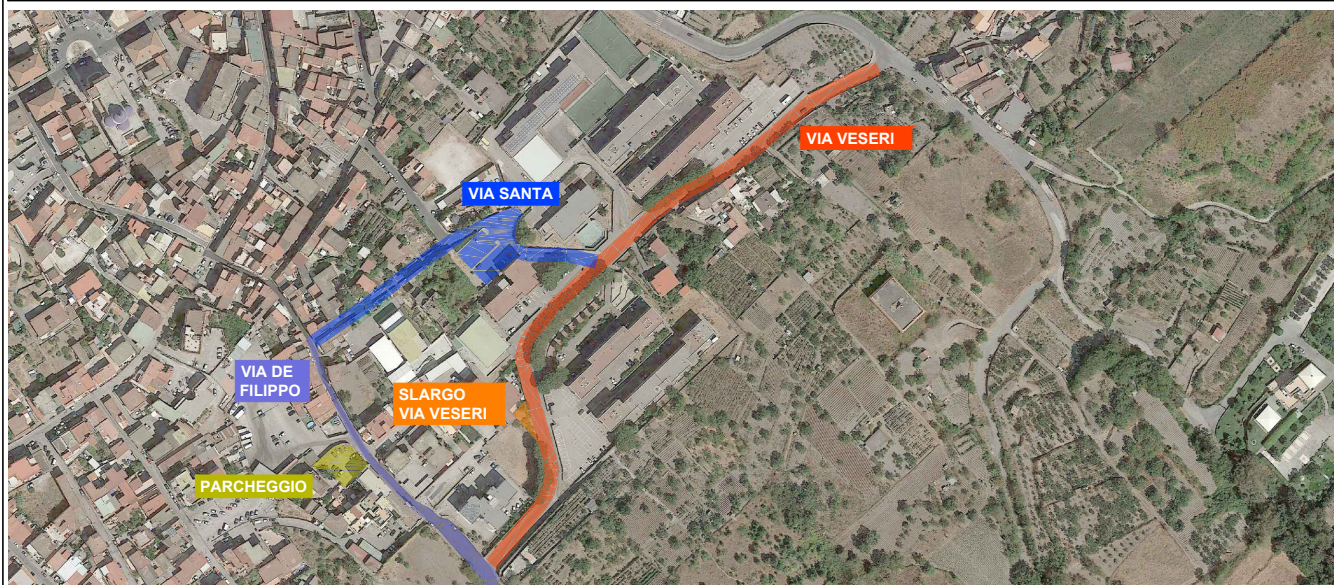 VIA VESERI
VIA SANTA
VIA DE
FILIPPO
SLARGO
VIA VESERI
PARCHEGGIO